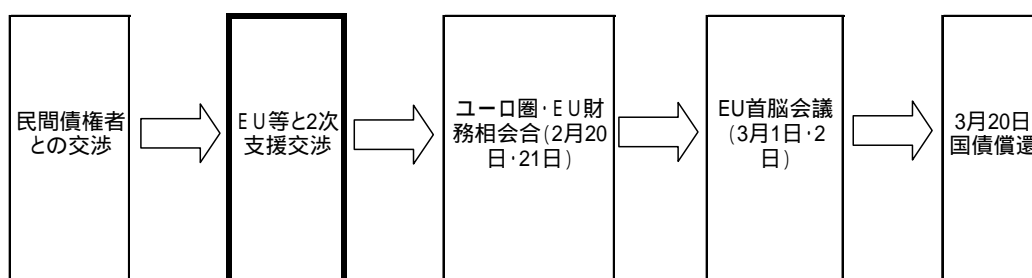 民間債権者
との交渉
EU等と2次
支援交渉
ユーロ圏・EU財
務相会合(2月20
日・21日)
EU首脳会議
(3月1日・2
日)
3月20日
国債償還